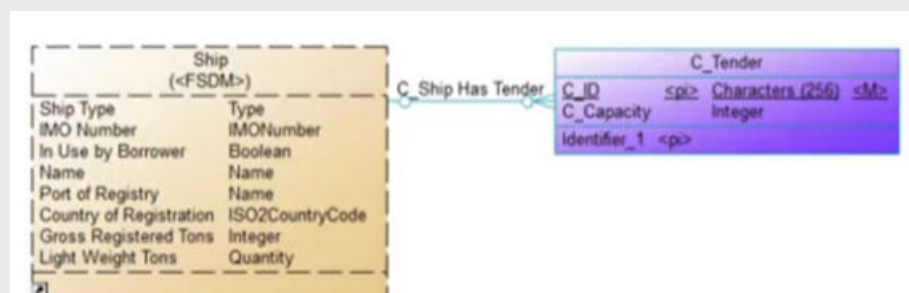 Ship
(<FSDM>)
Ship Type Type
IMO Number IMONumber
In Use by Borrower Boolean
Name Name
Port of Registry Name
Country of Registration ISO2CountryCode
Gross Registered Tons Integer
Light Weight Tons Quantity
C_Ship Has Tender
C_Tender
C_ID <pi> Characters (256) <M>
C_Capacity Integer
Identifier_1 <pi>